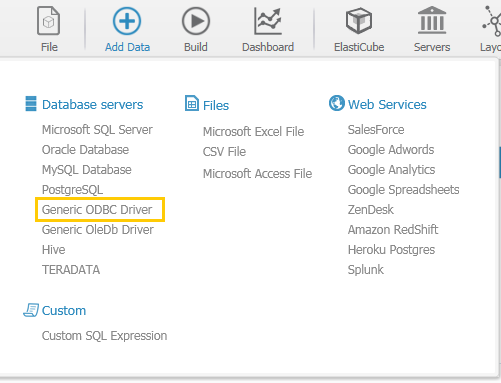 File
Add Data
Build
Dashboard
ElastiCube
Servers
Layo
Database servers
Microsoft SQL Server
Oracle Database
MySQL Database
PostgreSQL
Generic ODBC Driver
Generic OleDb Driver
Hive
TERADATA
Custom
Custom SQL Expression
Files
Microsoft Excel File
CSV File
Microsoft Access File
Web Services
SalesForce
Google Adwords
Google Analytics
Google Spreadsheets
ZenDesk
Amazon RedShift
Heroku Postgres
Splunk